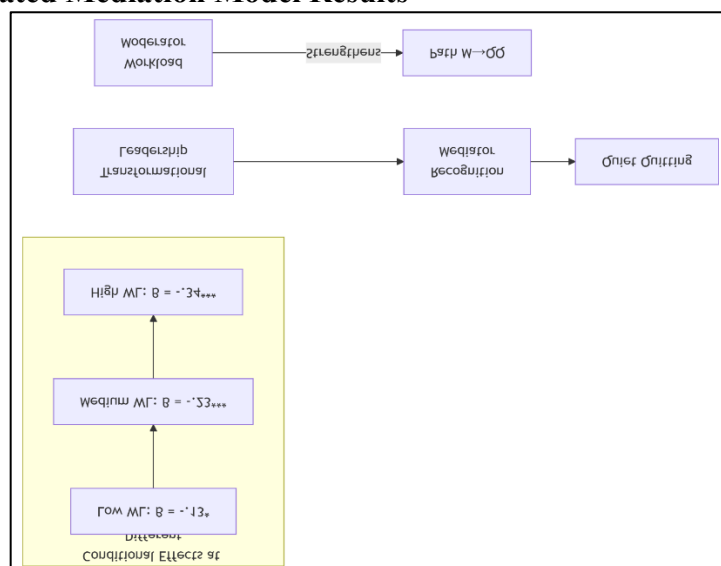 ated Mediation Model Results
Conditional Effects at
Different
Low WL: B = -.13*
Medium WL: B = -.23***
High WL: B = -.34***
Transformational
Leadership
Recognition
Mediator
Quiet Quitting
Workload
Moderator
Strengthens
Path M→QQ